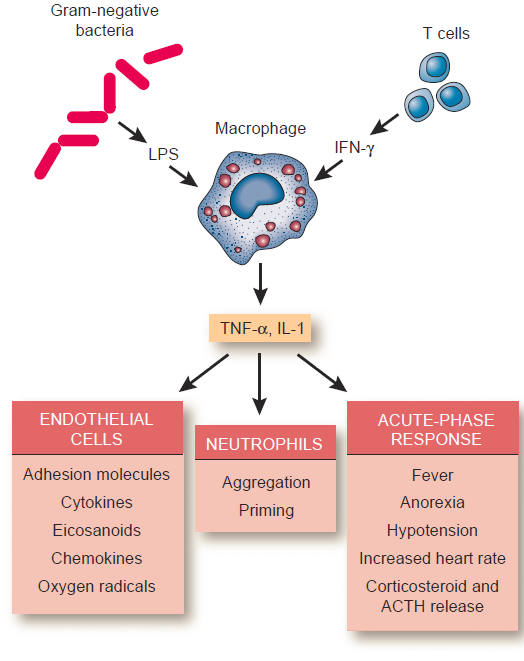 Gram-negative
bacteria
T cells
Macrophage
LPS
IFN-γ
TNF-α, IL-1
ENDOTHELIAL
CELLS
Adhesion molecules
Cytokines
Eicosanoids
Chemokines
Oxygen radicals
NEUTROPHILS
Aggregation
Priming
ACUTE-PHASE
RESPONSE
Fever
Anorexia
Hypotension
Increased heart rate
Corticosteroid and
ACTH release